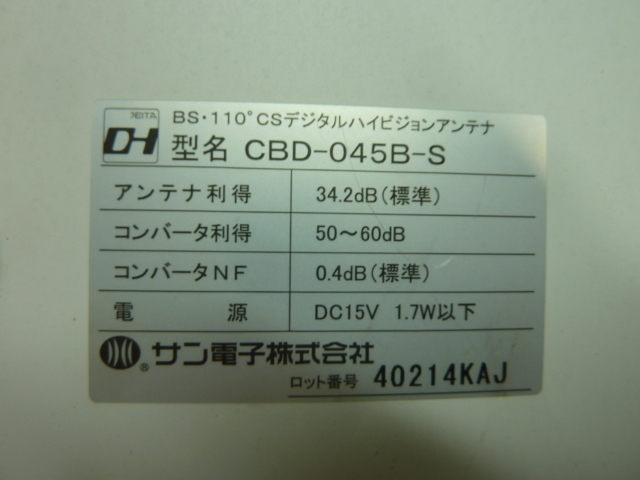 JEITA
DH
BS・110°CSデジタルハイビジョンアンテナ
型名 CBD-045B-S
アンテナ利得 34.2dB(標準)
コンバータ利得 50～60dB
コンバータNF 0.4dB(標準)
電源 DC15V 1.7W以下
® サン電子株式会社
ロット番号 40214KAJ